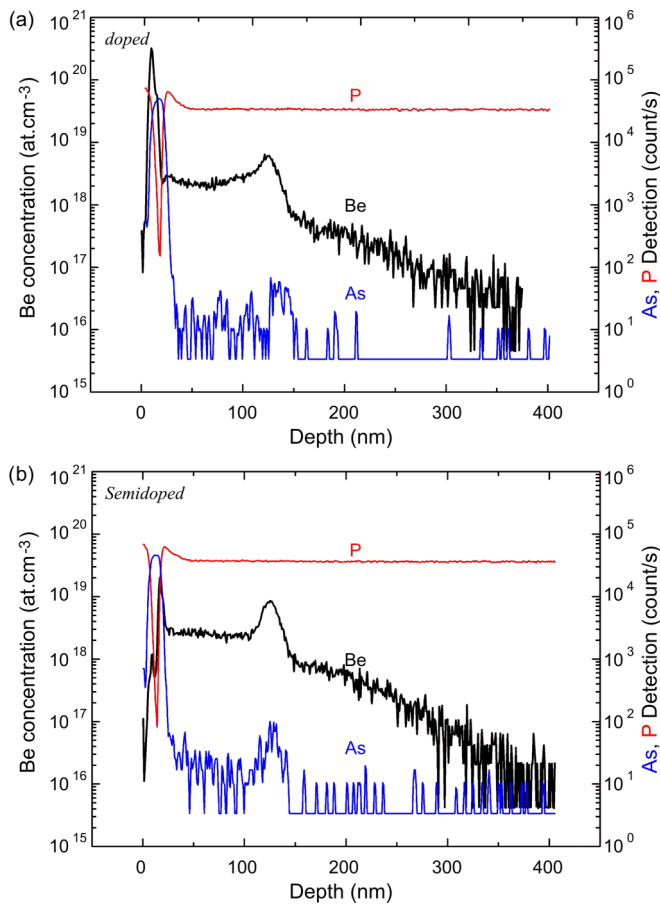 (a)
doped
Be concentration (at.cm-3)
10^21
10^20
10^19
10^18
10^17
10^16
10^15
P
Be
As
10^6
10^5
10^4
10^3
10^2
10^1
10^0
As, P Detection (count/s)
0 100 200 300 400
Depth (nm)
(b)
Semidoped
Be concentration (at.cm-3)
10^21
10^20
10^19
10^18
10^17
10^16
10^15
P
Be
As
10^6
10^5
10^4
10^3
10^2
10^1
10^0
As, P Detection (count/s)
0 100 200 300 400
Depth (nm)